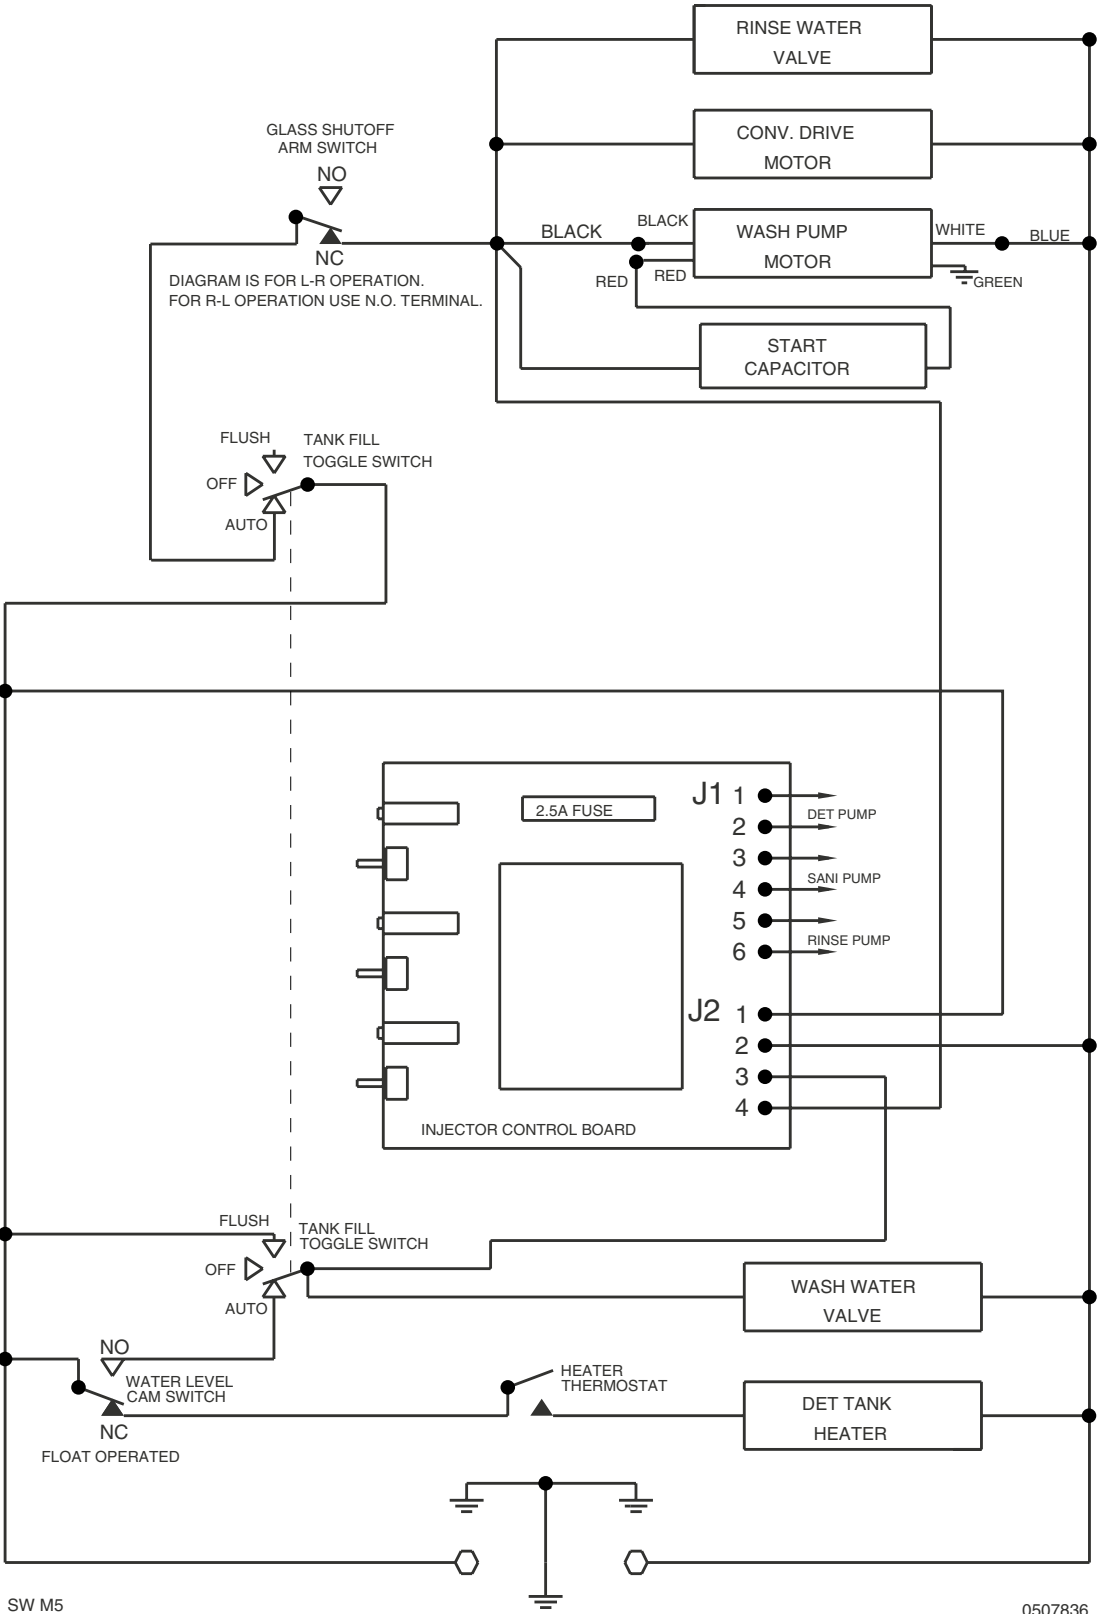 RINSE WATER
VALVE
GLASS SHUTOFF
ARM SWITCH
NO
NC
DIAGRAM IS FOR L-R OPERATION.
FOR R-L OPERATION USE N.O. TERMINAL.
CONV. DRIVE
MOTOR
BLACK
BLACK
WASH PUMP
MOTOR
WHITE
BLUE
RED
RED
GREEN
START
CAPACITOR
FLUSH
TANK FILL
TOGGLE SWITCH
OFF
AUTO
2.5A FUSE
J1
1
DET PUMP
2
3
SANI PUMP
4
5
RINSE PUMP
6
J2
1
2
3
4
INJECTOR CONTROL BOARD
FLUSH
TANK FILL
TOGGLE SWITCH
OFF
AUTO
WASH WATER
VALVE
NO
WATER LEVEL
CAM SWITCH
NC
FLOAT OPERATED
HEATER
THERMOSTAT
DET TANK
HEATER
SW M5
0507836